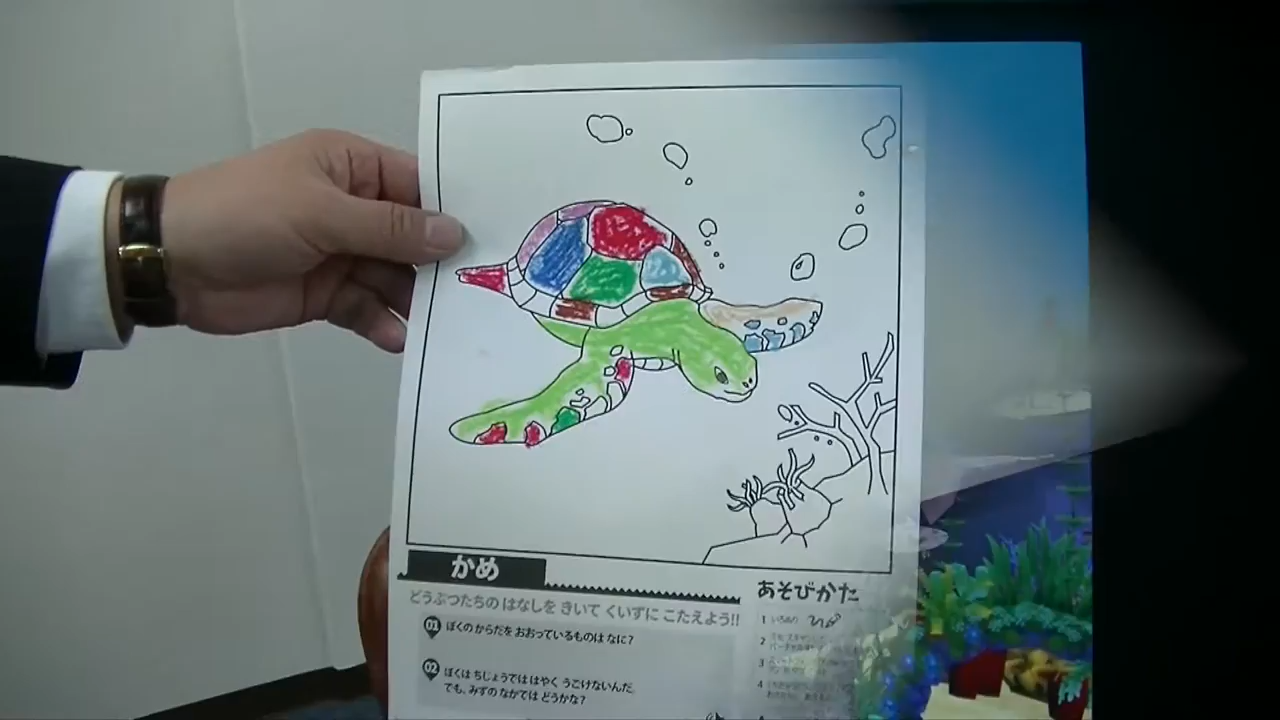 かめ
どうぶつたちの はなしを きいて くいずに こたえよう!!
01 ぼくの からだを おおっているものは なに?
02 ぼくは ちじょうでは はやく うごけないんだ。
でも、みずの なかでは どうかな?
あそびかた
1
2
3
4